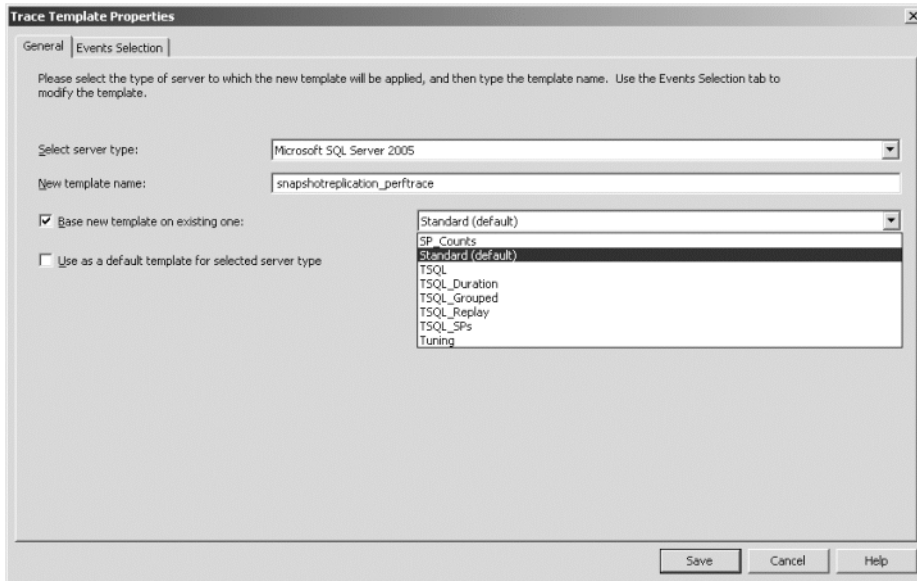 Trace Template Properties
General Events Selection
Please select the type of server to which the new template will be applied, and then type the template name. Use the Events Selection tab to
modify the template.
Select server type: Microsoft SQL Server 2005
New template name: snapshotreplication_perftrace
Base new template on existing one: Standard (default)
SP_Counts
Standard (default)
Use as a default template for selected server type
TSQL
TSQL_Duration
TSQL_Grouped
TSQL_Replay
TSQL_SPs
Tuning
Save Cancel Help